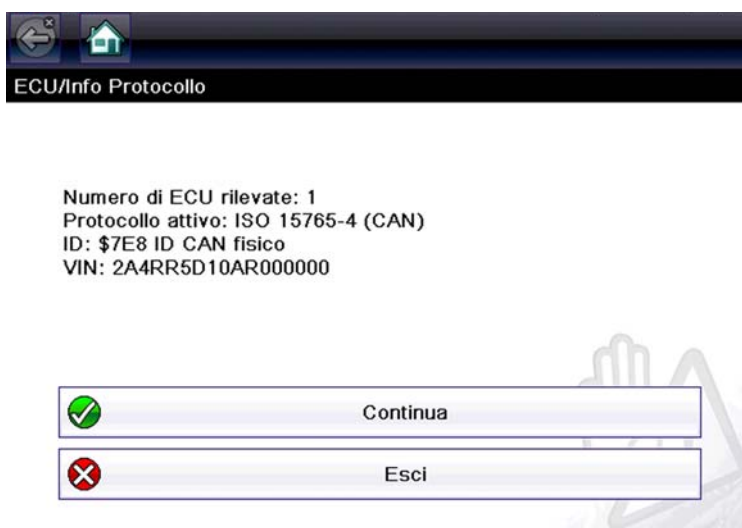 ECU/Info Protocollo
Numero di ECU rilevate: 1
Protocollo attivo: ISO 15765-4 (CAN)
ID: $7E8 ID CAN fisico
VIN: 2A4RR5D10AR000000
Continua
Esci